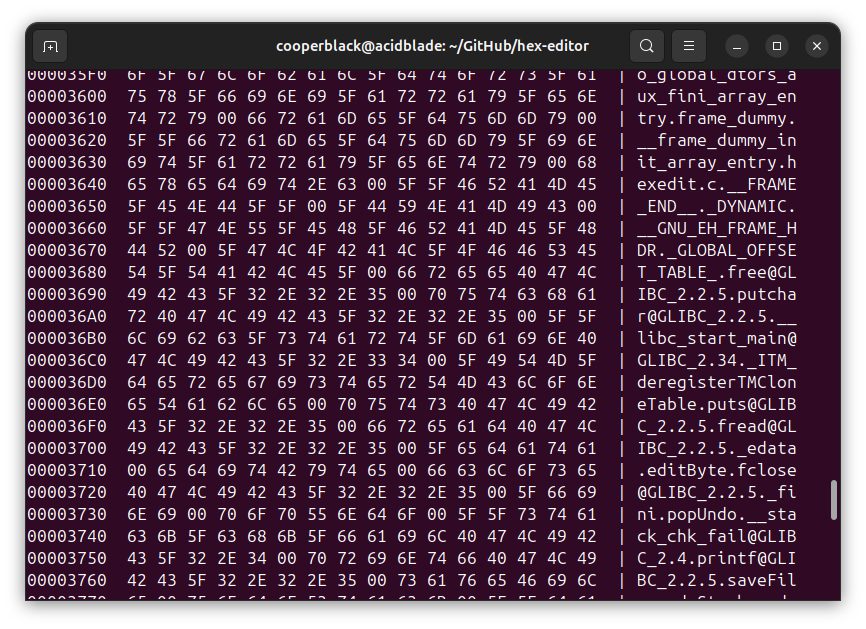 cooperblack@acidblade: ~/GitHub/hex-editor
000035F0 6F 5F 67 6C 6F 62 61 6C 5F 64 74 6F 72 73 5F 61 | o_global_dtors_a
00003600 75 78 5F 66 69 6E 69 5F 61 72 72 61 79 5F 65 6E | ux_fini_array_en
00003610 74 72 79 00 66 72 61 6D 65 5F 64 75 6D 6D 79 00 | try.frame_dummy.
00003620 5F 5F 66 72 61 6D 65 5F 64 75 6D 6D 79 5F 69 6E | __frame_dummy_in
00003630 69 74 5F 61 72 72 61 79 5F 65 6E 74 72 79 00 68 | it_array_entry.h
00003640 65 78 65 64 69 74 2E 63 00 5F 5F 46 52 41 4D 45 | exedit.c.__FRAME
00003650 5F 45 4E 44 5F 5F 00 5F 44 59 4E 41 4D 49 43 00 | _END__._DYNAMIC.
00003660 5F 5F 47 4E 55 5F 45 48 5F 46 52 41 4D 45 5F 48 | __GNU_EH_FRAME_H
00003670 44 52 00 5F 47 4C 4F 42 41 4C 5F 4F 46 46 53 45 | DR._GLOBAL_OFFSE
00003680 54 5F 54 41 42 4C 45 5F 00 66 72 65 65 40 47 4C | T_TABLE_.free@GL
00003690 49 42 43 5F 32 2E 32 2E 35 00 70 75 74 63 68 61 | IBC_2.2.5.putcha
000036A0 72 40 47 4C 49 42 43 5F 32 2E 32 2E 35 00 5F 5F | r@GLIBC_2.2.5.__
000036B0 6C 69 62 63 5F 73 74 61 72 74 5F 6D 61 69 6E 40 | libc_start_main@
000036C0 47 4C 49 42 43 5F 32 2E 33 34 00 5F 49 54 4D 5F | GLIBC_2.34._ITM_
000036D0 64 65 72 65 67 69 73 74 65 72 54 4D 43 6C 6F 6E | deregisterTMClon
000036E0 65 54 61 62 6C 65 00 70 75 74 73 40 47 4C 49 42 | eTable.puts@GLIB
000036F0 43 5F 32 2E 32 2E 35 00 66 72 65 61 64 40 47 4C | C_2.2.5.fread@GL
00003700 49 42 43 5F 32 2E 32 2E 35 00 5F 65 64 61 74 61 | IBC_2.2.5._edata
00003710 00 65 64 69 74 42 79 74 65 00 66 63 6C 6F 73 65 | .editByte.fclose
00003720 40 47 4C 49 42 43 5F 32 2E 32 2E 35 00 5F 66 69 | @GLIBC_2.2.5._fi
00003730 6E 69 00 70 6F 70 55 6E 64 6F 00 5F 5F 73 74 61 | ni.popUndo.__sta
00003740 63 6B 5F 63 68 6B 5F 66 61 69 6C 40 47 4C 49 42 | ck_chk_fail@GLIB
00003750 43 5F 32 2E 34 00 70 72 69 6E 74 66 40 47 4C 49 | C_2.4.printf@GLI
00003760 42 43 5F 32 2E 32 2E 35 00 73 61 76 65 46 69 6C | BC_2.2.5.saveFil